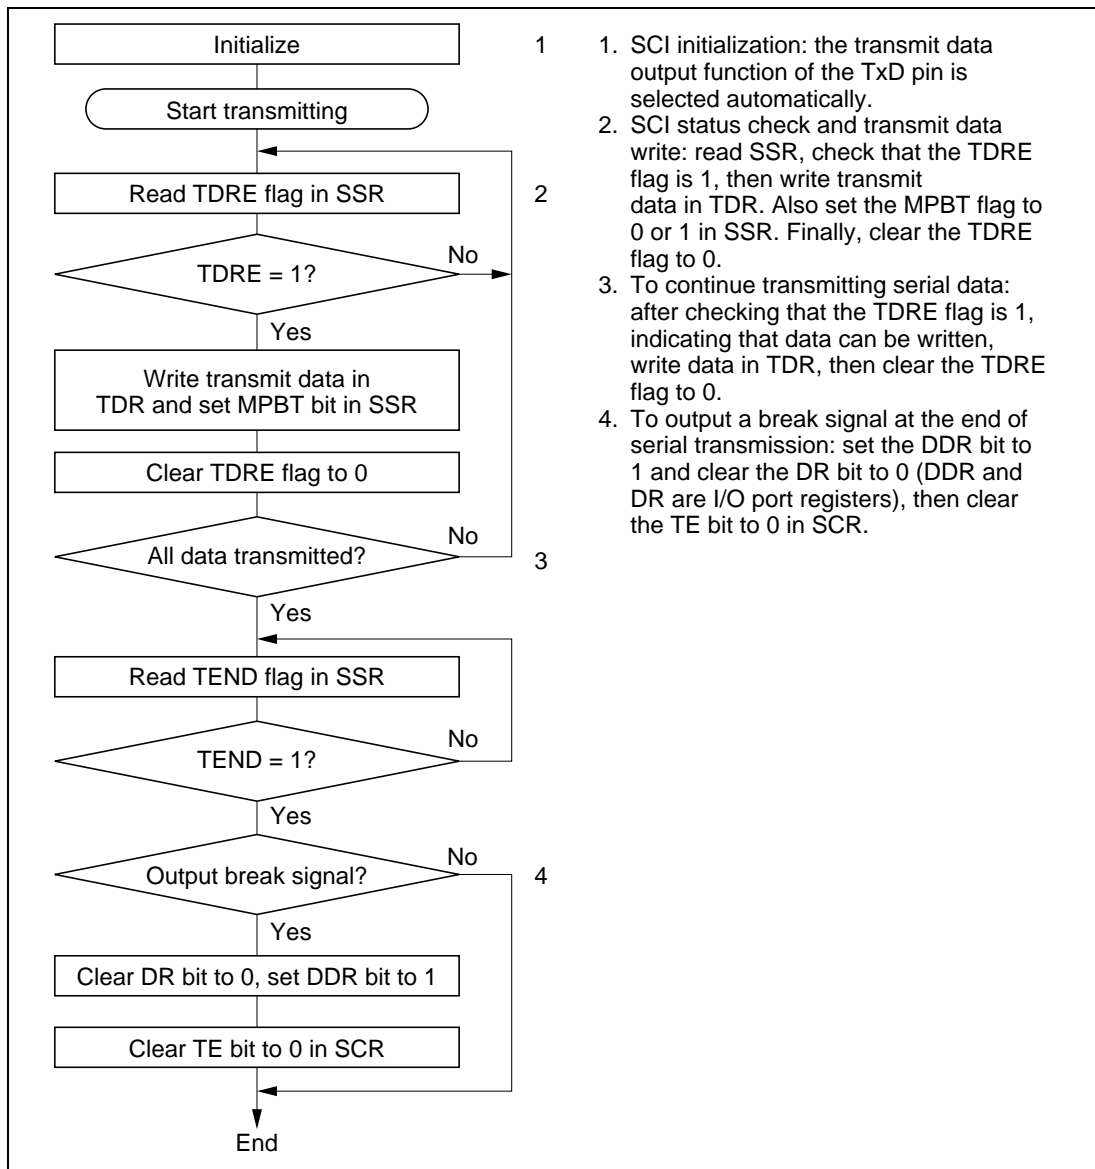 Initialize
1
Start transmitting
Read TDRE flag in SSR
2
TDRE = 1?
No
Yes
Write transmit data in
TDR and set MPBT bit in SSR
Clear TDRE flag to 0
All data transmitted?
No
3
Yes
Read TEND flag in SSR
TEND = 1?
No
Yes
Output break signal?
No
4
Yes
Clear DR bit to 0, set DDR bit to 1
Clear TE bit to 0 in SCR
End
1. SCI initialization: the transmit data
output function of the TxD pin is
selected automatically.
2. SCI status check and transmit data
write: read SSR, check that the TDRE
flag is 1, then write transmit
data in TDR. Also set the MPBT flag to
0 or 1 in SSR. Finally, clear the TDRE
flag to 0.
3. To continue transmitting serial data:
after checking that the TDRE flag is 1,
indicating that data can be written,
write data in TDR, then clear the TDRE
flag to 0.
4. To output a break signal at the end of
serial transmission: set the DDR bit to
1 and clear the DR bit to 0 (DDR and
DR are I/O port registers), then clear
the TE bit to 0 in SCR.